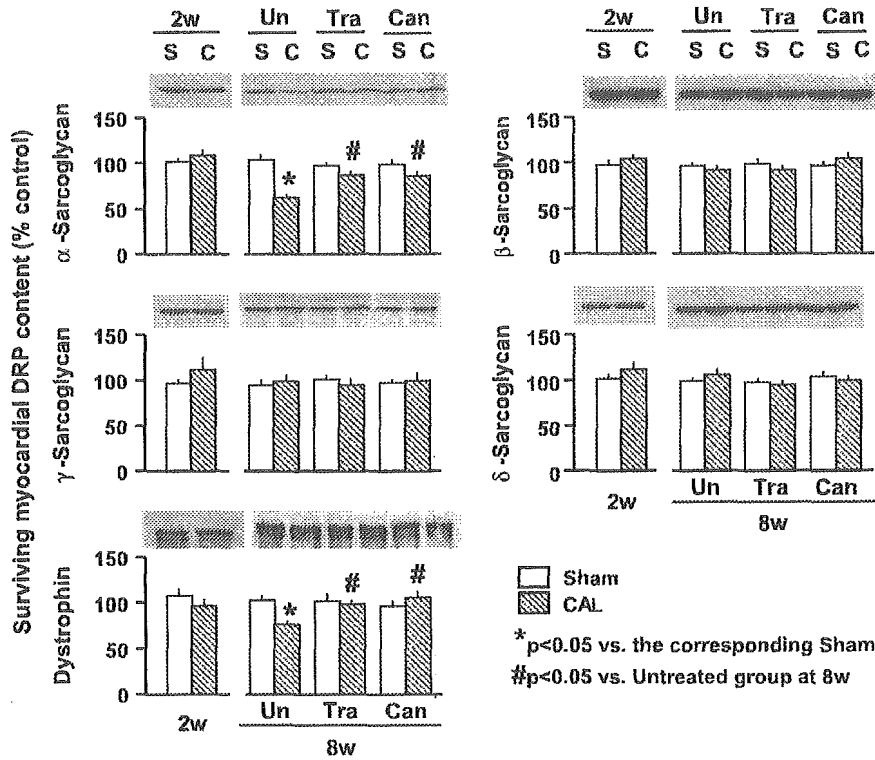 2w Un Tra Can
S C S C S C S C
2w Un Tra Can
S C S C S C S C
Surviving myocardial DRP content (% control)
α -Sarcoglycan
150
100
50
0
* # #
β -Sarcoglycan
150
100
50
0
γ -Sarcoglycan
150
100
50
0
δ -Sarcoglycan
150
100
50
0
Un Tra Can
2w
8w
Dystrophin
150
100
50
0
* # #
2w Un Tra Can
8w
Sham
CAL
*p<0.05 vs. the corresponding Sham
#p<0.05 vs. Untreated group at 8w